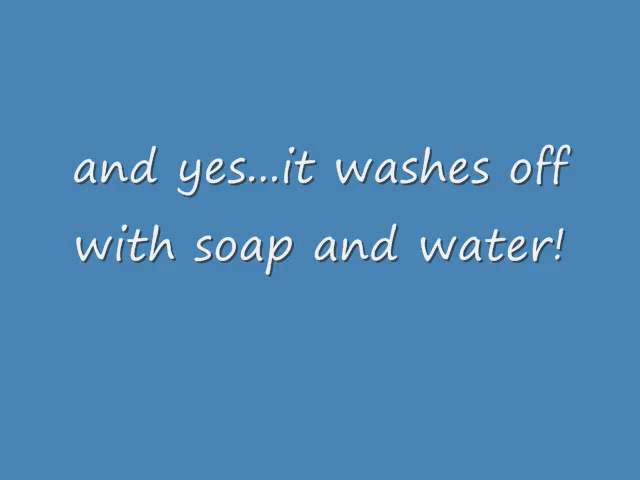 and yes...it washes off
with soap and water!